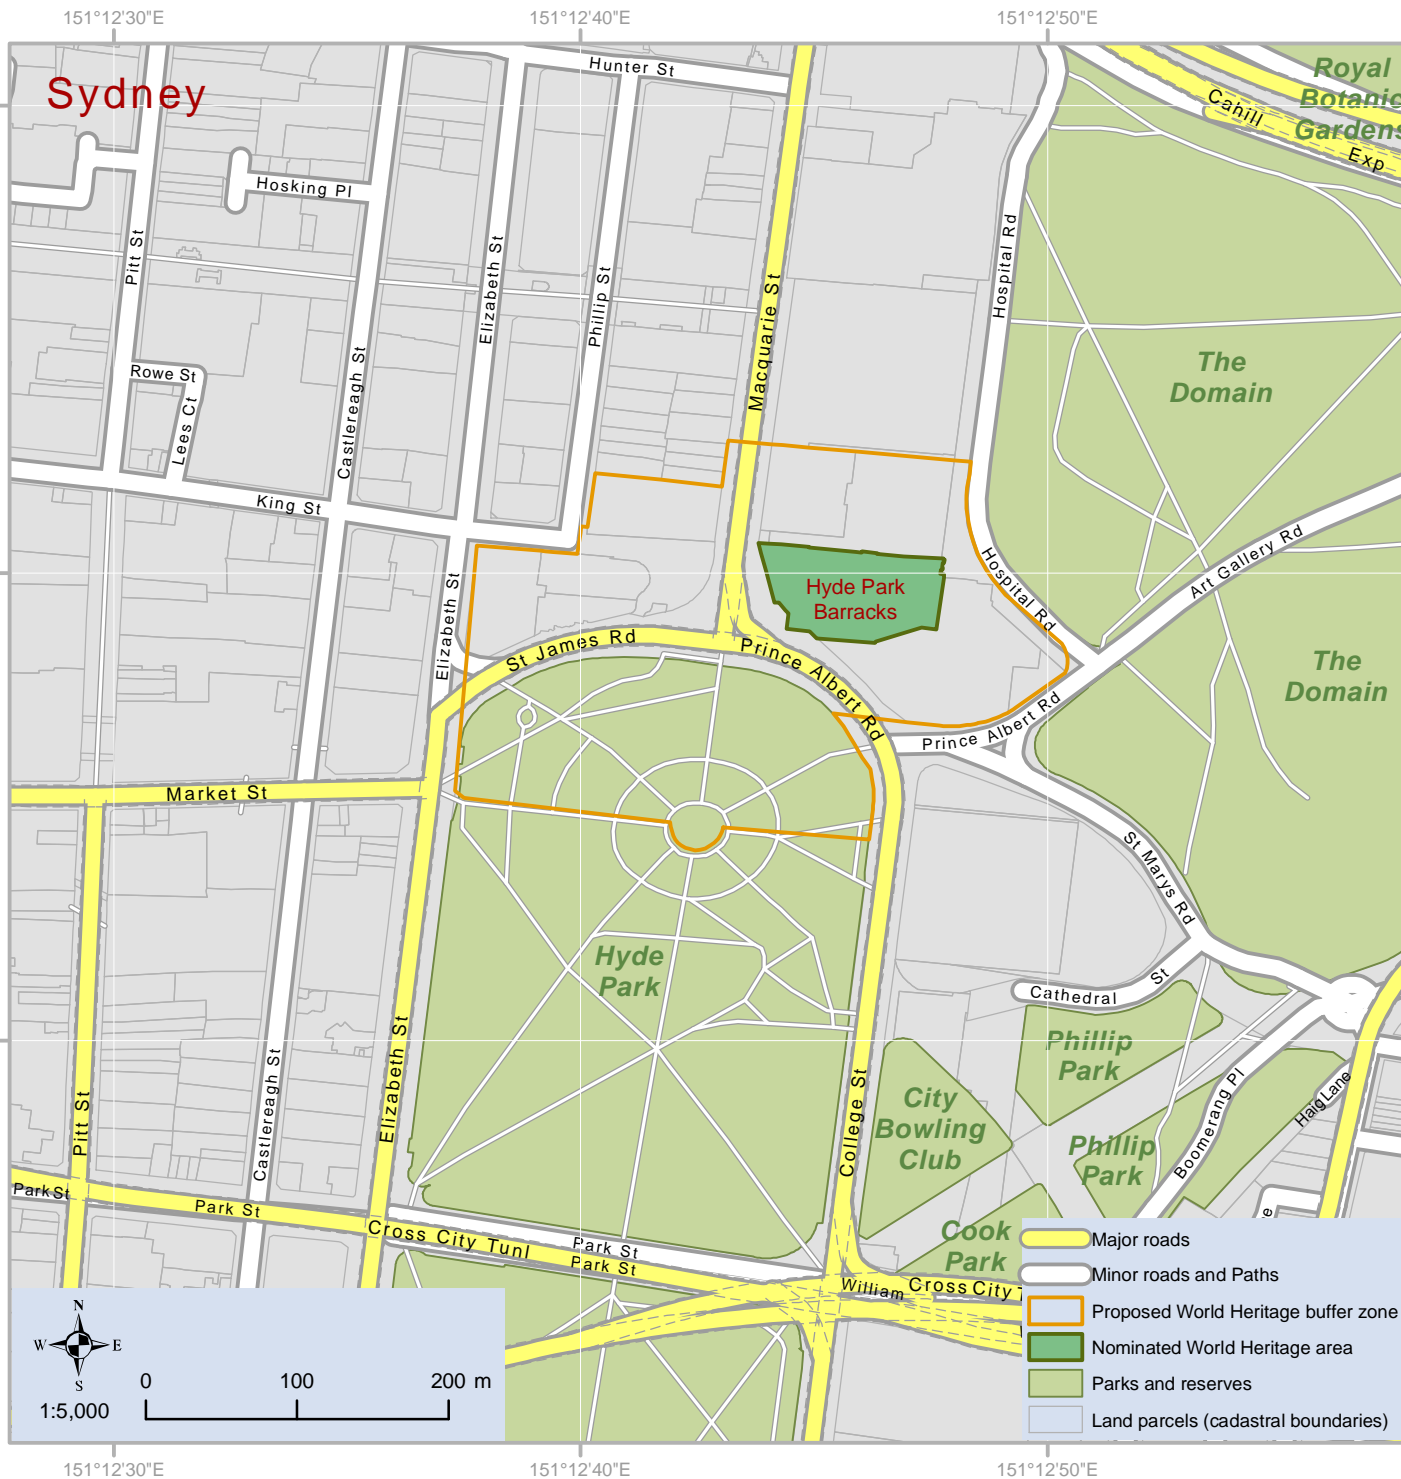 151°12'30"E
151°12'40"E
151°12'50"E
Sydney
Hunter St
Royal
Botanic
Gardens
Cahill
Exp
Hosking Pl
Pitt St
Elizabeth St
Phillip St
Macquarie St
Hospital Rd
Rowe St
Lees Ct
Castlereagh St
The
Domain
King St
Hyde Park
Barracks
Hospital Rd
Art Gallery Rd
Elizabeth St
St James Rd
Prince Albert Rd
Prince Albert Rd
The
Domain
Market St
St Marys Rd
Hyde
Park
Cathedral St
Phillip
Park
City
Bowling
Club
Phillip
Park
Boomerang Pl
Haig Lane
Elizabeth St
College St
Castlereagh St
Pitt St
Park St
Park St
Cross City Tunl
Park St
Park St
Cook
Park
William
Cross City T
Major roads
Minor roads and Paths
Proposed World Heritage buffer zone
Nominated World Heritage area
Parks and reserves
Land parcels (cadastral boundaries)
N
W
E
S
0
100
200 m
1:5,000
151°12'30"E
151°12'40"E
151°12'50"E